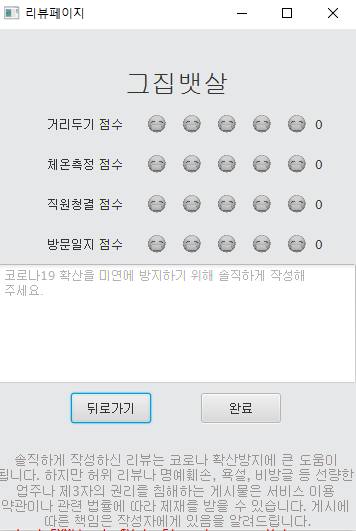 리뷰페이지
그집뱃살
거리두기 점수 0
체온측정 점수 0
직원청결 점수 0
방문일지 점수 0
코로나19 확산을 미연에 방지하기 위해 솔직하게 작성해
주세요.
뒤로가기 완료
솔직하게 작성하신 리뷰는 코로나 확산방지에 큰 도움이
됩니다. 하지만 허위 리뷰나 명예훼손, 욕설, 비방글 등 선량한
업주나 제3자의 권리를 침해하는 게시물은 서비스 이용
약관이나 관련 법률에 따라 제재를 받을 수 있습니다. 게시에
따른 책임은 작성자에게 있음을 알려드립니다.